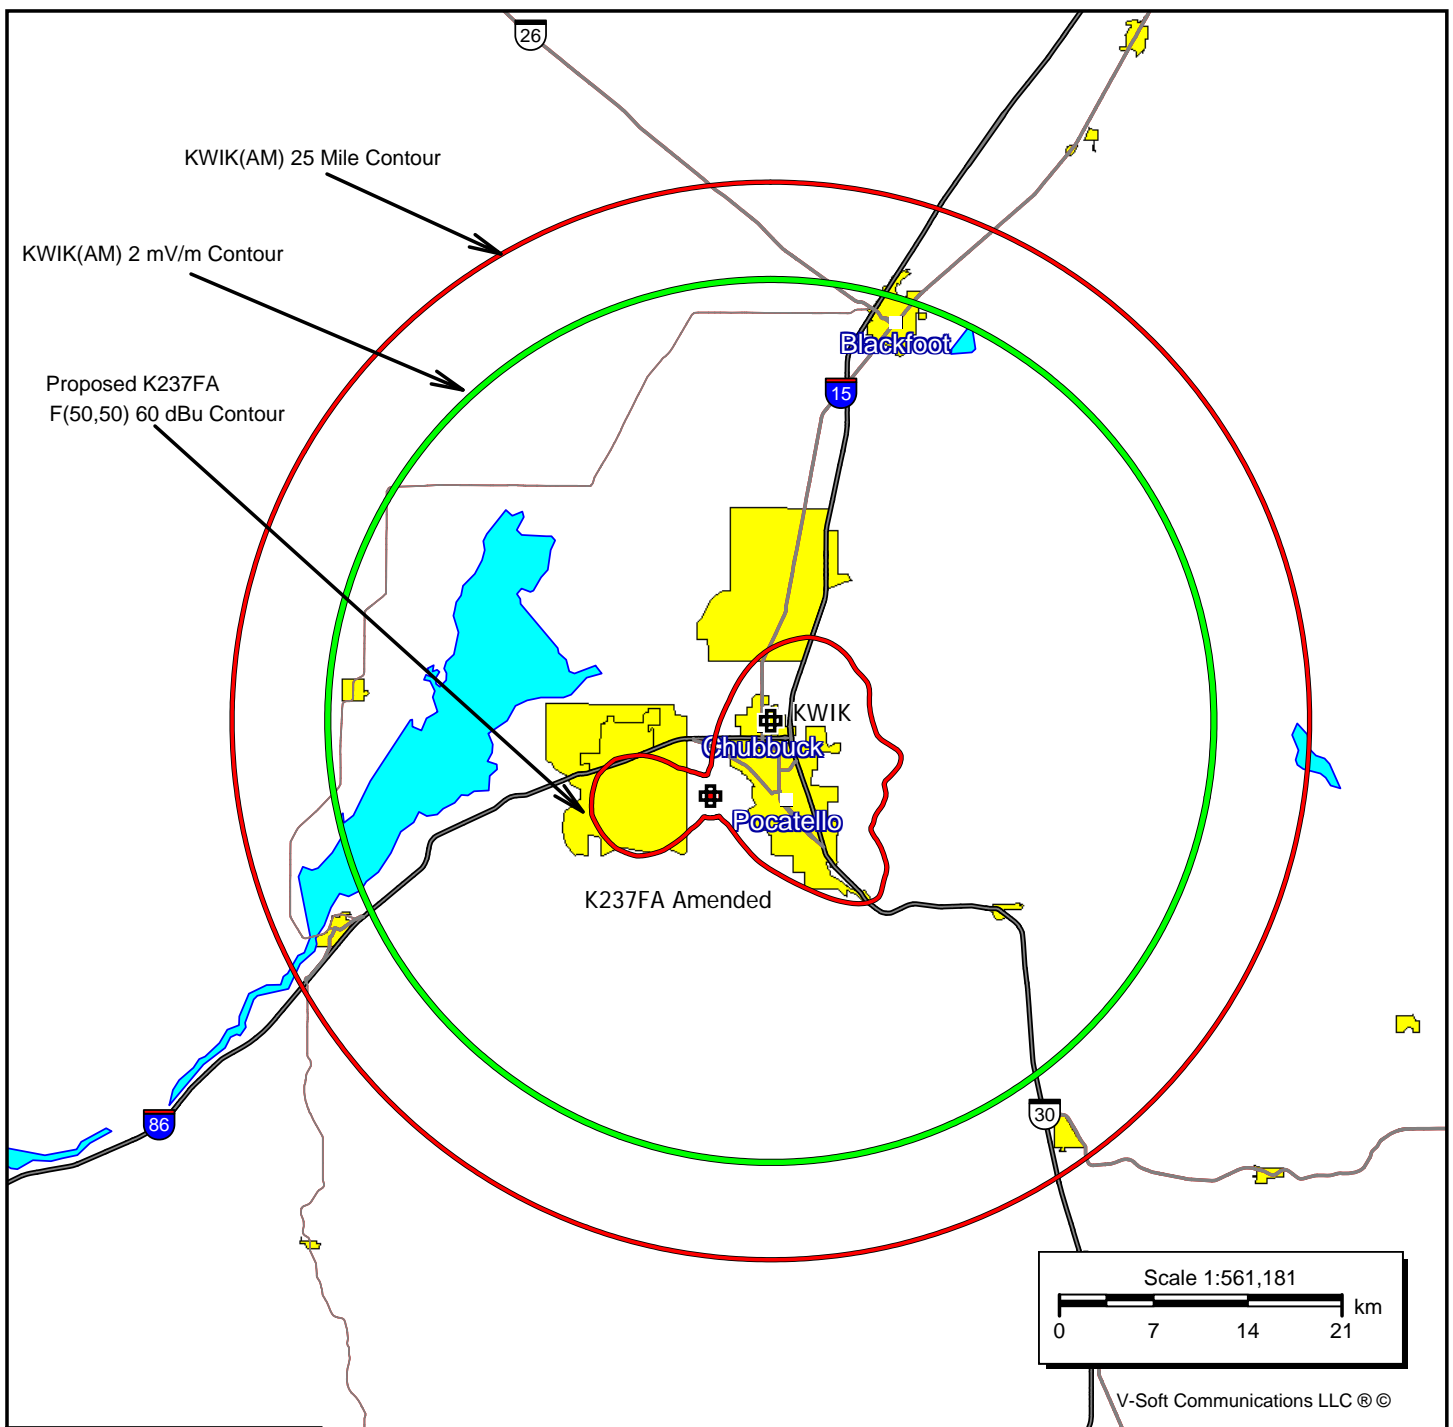 26
KWIK(AM) 25 Mile Contour
KWIK(AM) 2 mV/m Contour
Blackfoot
Proposed K237FA
F(50,50) 60 dBu Contour
15
KWIK
Chubbuck
Pocatello
K237FA Amended
30
86
Scale 1:561,181
km
0 7 14 21
V-Soft Communications LLC ® ©